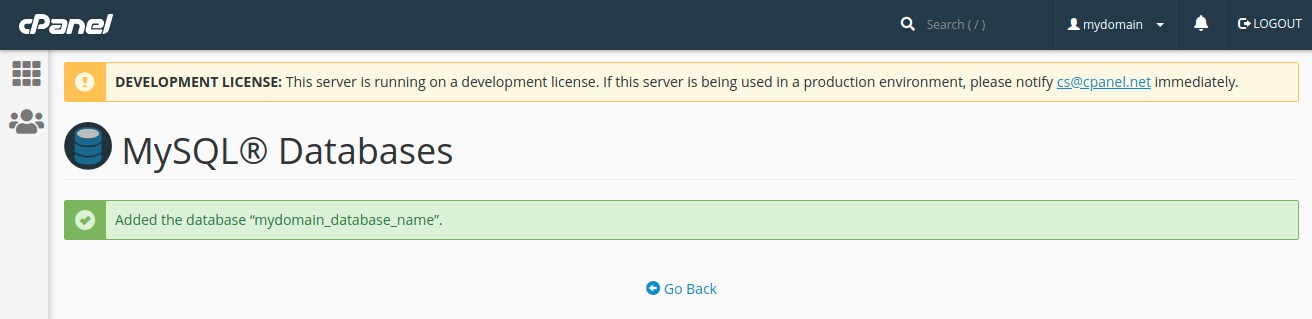 cPanel
Search ( / )
mydomain
LOGOUT
DEVELOPMENT LICENSE: This server is running on a development license. If this server is being used in a production environment, please notify cs@cpanel.net immediately.
MySQL® Databases
Added the database “mydomain_database_name”.
Go Back